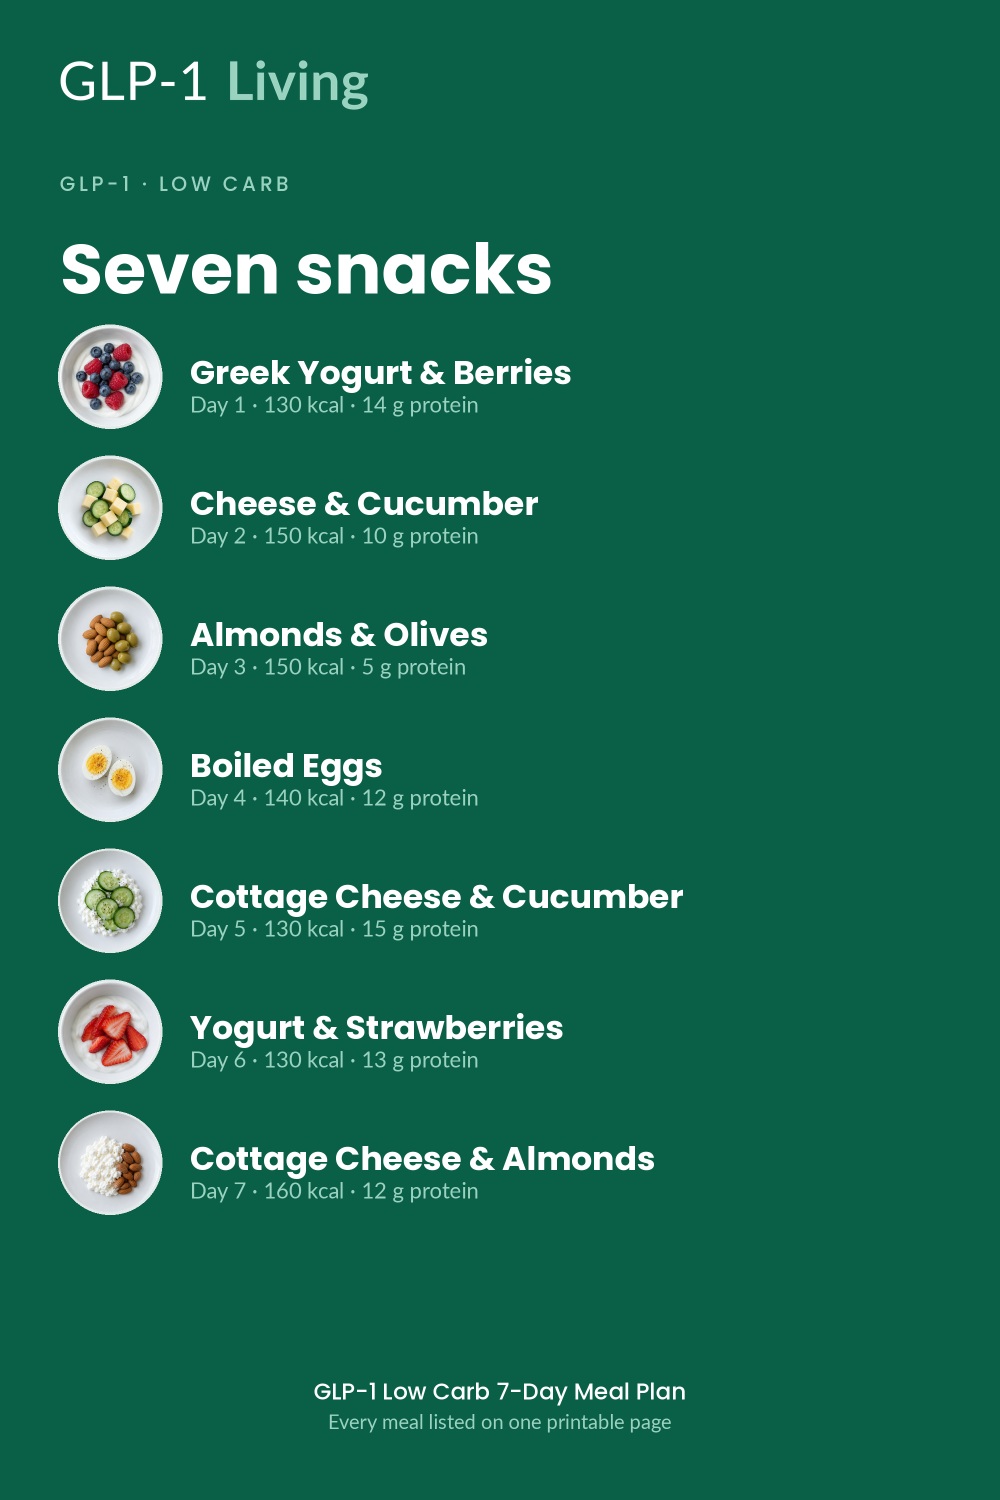 GLP-1 Living
GLP-1 · LOW CARB
Seven snacks
Greek Yogurt & Berries
Day 1 · 130 kcal · 14 g protein
Cheese & Cucumber
Day 2 · 150 kcal · 10 g protein
Almonds & Olives
Day 3 · 150 kcal · 5 g protein
Boiled Eggs
Day 4 · 140 kcal · 12 g protein
Cottage Cheese & Cucumber
Day 5 · 130 kcal · 15 g protein
Yogurt & Strawberries
Day 6 · 130 kcal · 13 g protein
Cottage Cheese & Almonds
Day 7 · 160 kcal · 12 g protein
GLP-1 Low Carb 7-Day Meal Plan
Every meal listed on one printable page